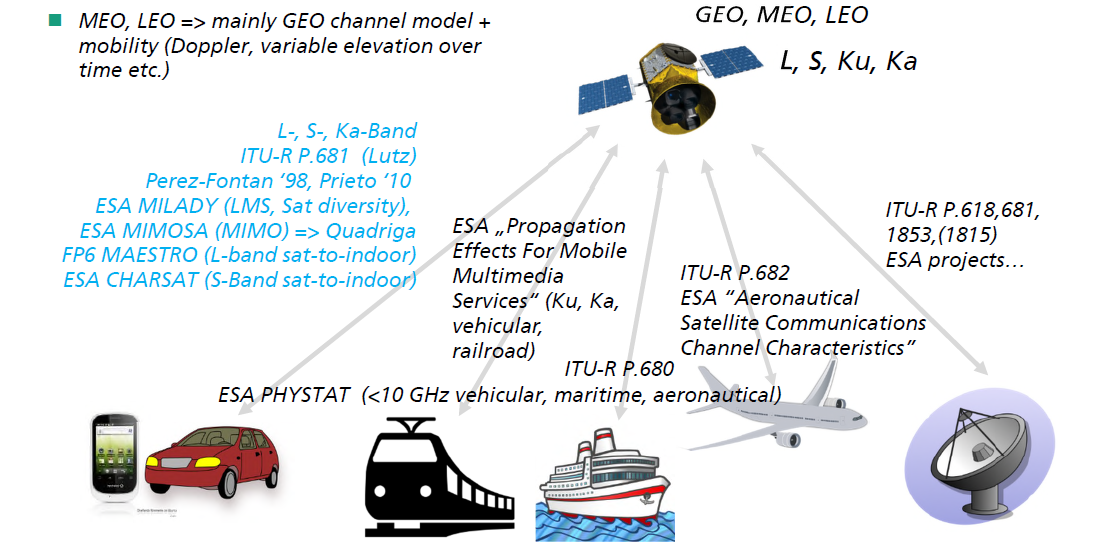 MEO, LEO => mainly GEO channel model +
mobility (Doppler, variable elevation over
time etc.)
GEO, MEO, LEO
L, S, Ku, Ka
L-, S-, Ka-Band
ITU-R P.681 (Lutz)
Perez-Fontan ‘98, Prieto ‘10
ESA MILADY (LMS, Sat diversity),
ESA MIMOSA (MIMO) => Quadriga
FP6 MAESTRO (L-band sat-to-indoor)
ESA CHARSAT (S-Band sat-to-indoor)
ESA „Propagation
Effects For Mobile
Multimedia
Services” (Ku, Ka,
vehicular,
railroad)
ITU-R P.682
ESA “Aeronautical
Satellite Communications
Channel Characteristics”
ITU-R P.618,681,
1853,(1815)
ESA projects…
ITU-R P.680
ESA PHYSTAT (<10 GHz vehicular, maritime, aeronautical)